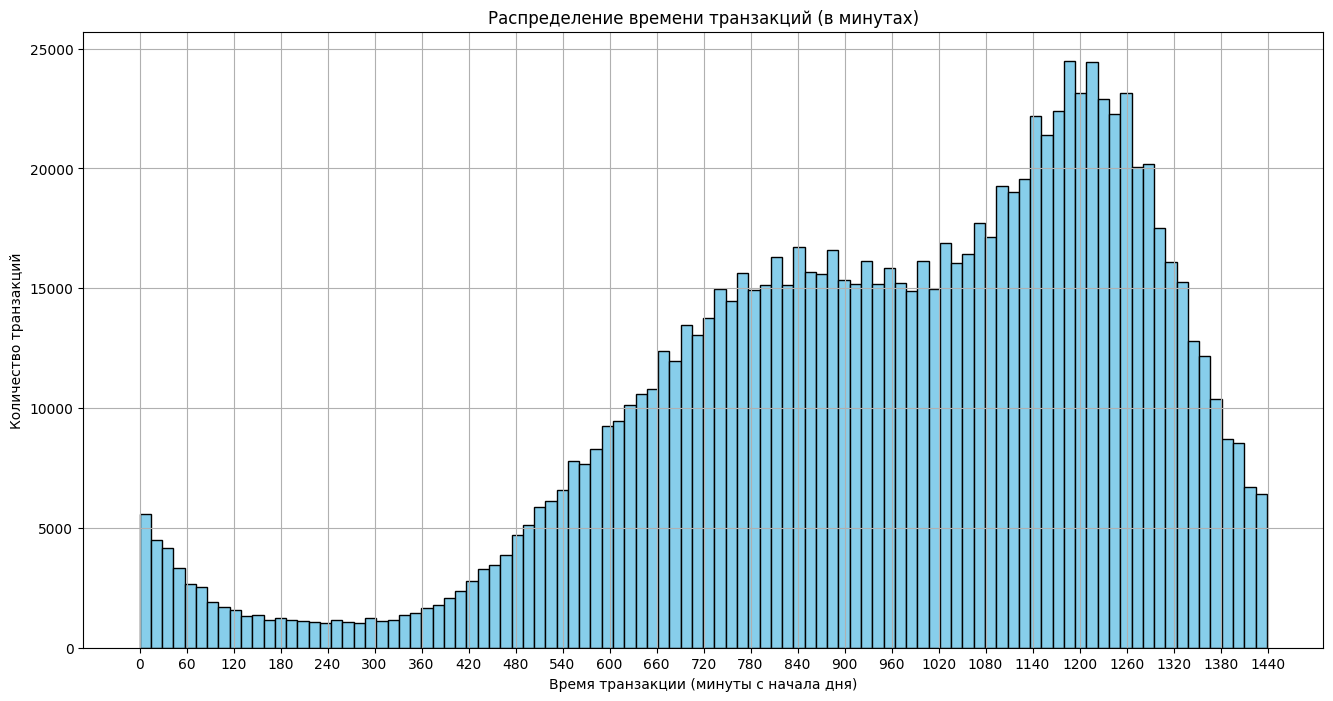 Распределение времени транзакций (в минутах)
Количество транзакций
25000
20000
15000
10000
5000
0
0 60 120 180 240 300 360 420 480 540 600 660 720 780 840 900 960 1020 1080 1140 1200 1260 1320 1380 1440
Время транзакции (минуты с начала дня)